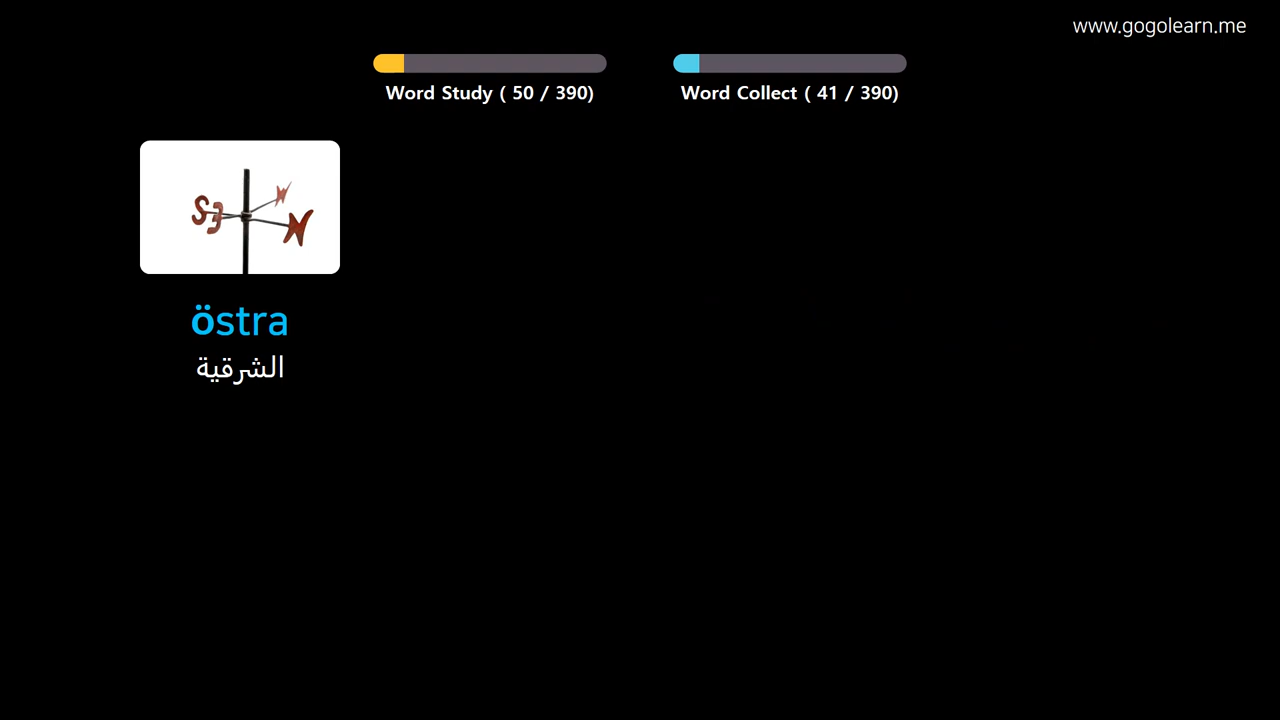 www.gogolearn.me
Word Study ( 50 / 390)
Word Collect ( 41 / 390)
S E N
östra
الشرقية